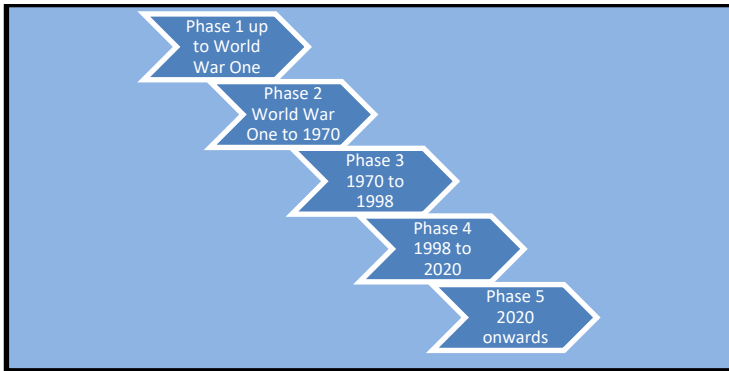 Phase 1 up
to World
War One
Phase 2
World War
One to 1970
Phase 3
1970 to
1998
Phase 4
1998 to
2020
Phase 5
2020
onwards